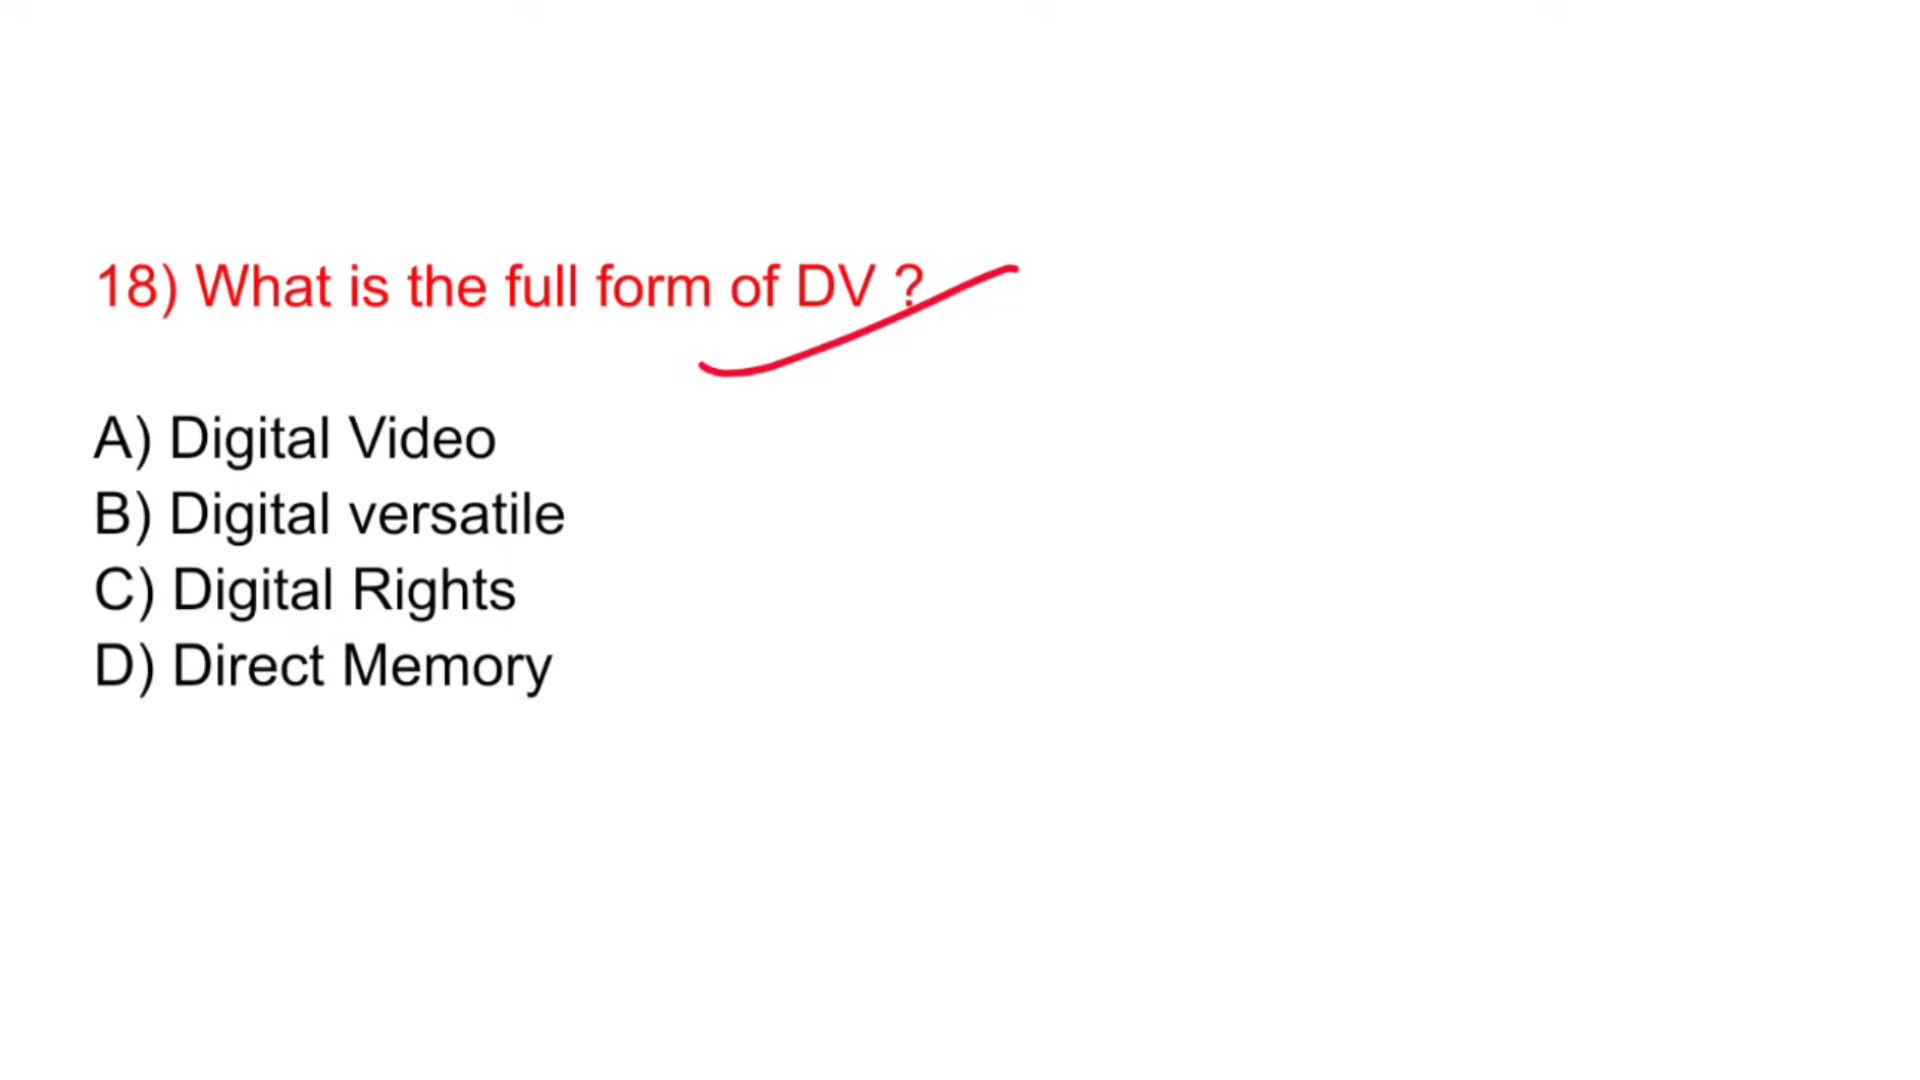 18) What is the full form of DV ?
A) Digital Video
B) Digital versatile
C) Digital Rights
D) Direct Memory